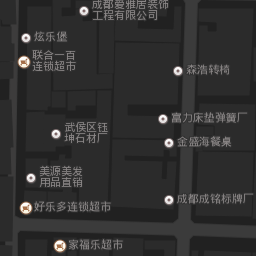 成都爱雅居装饰
工程有限公司
炫乐堡
联合一百
连锁超市
森浩转椅
富力床垫弹簧厂
武侯区钰
坤石材厂
金盛海餐桌
美源美发
用品直销
好乐多连锁超市
成都成铭标牌厂
家福乐超市